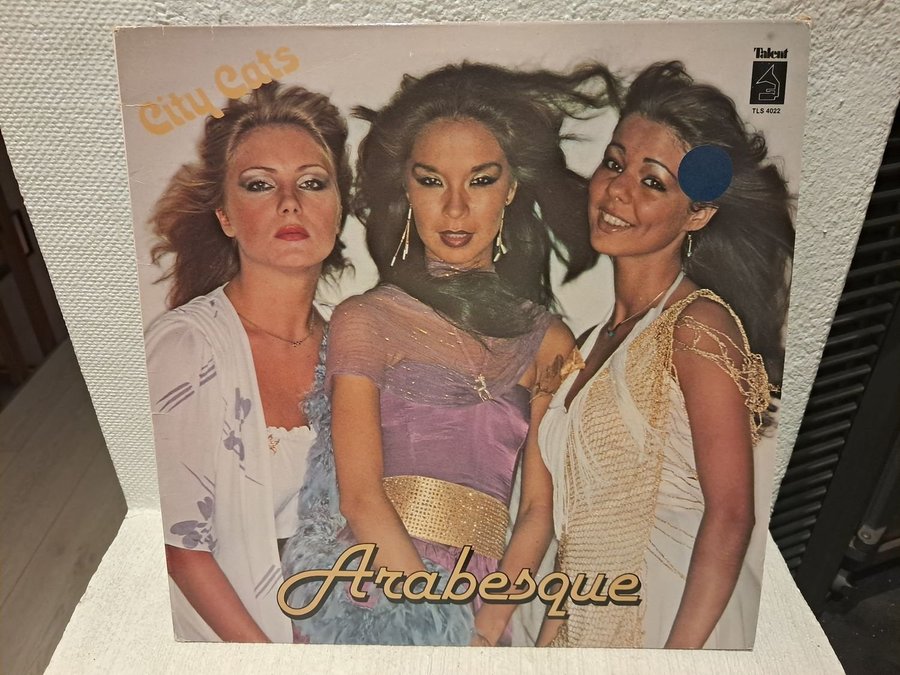 City Cats
Talent
TLS 4022
Arabesque